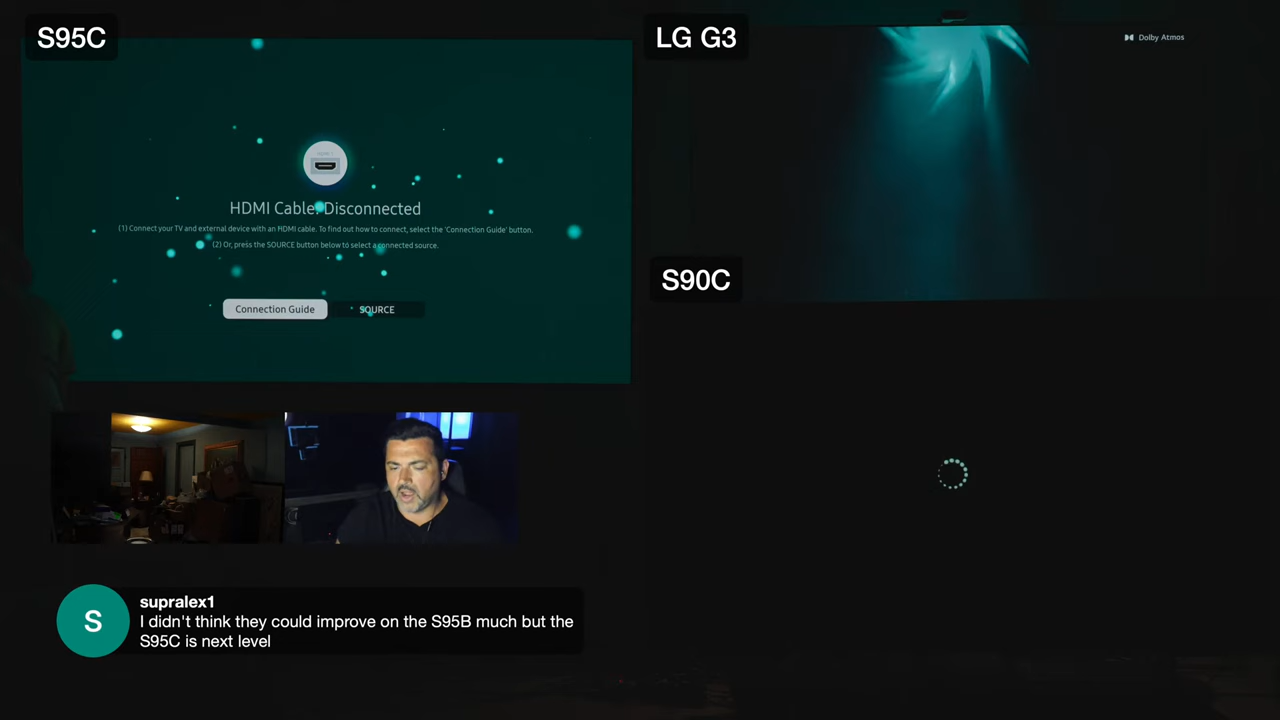 S95C
LG G3
Dolby Atmos
HDMI Cable Disconnected
(1) Connect your TV and external device with an HDMI cable. To find out how to connect, select the 'Connection Guide' button.
(2) Or, press the SOURCE button below to select a connected source.
Connection Guide
SOURCE
S90C
S
supralex1
I didn't think they could improve on the S95B much but the
S95C is next level